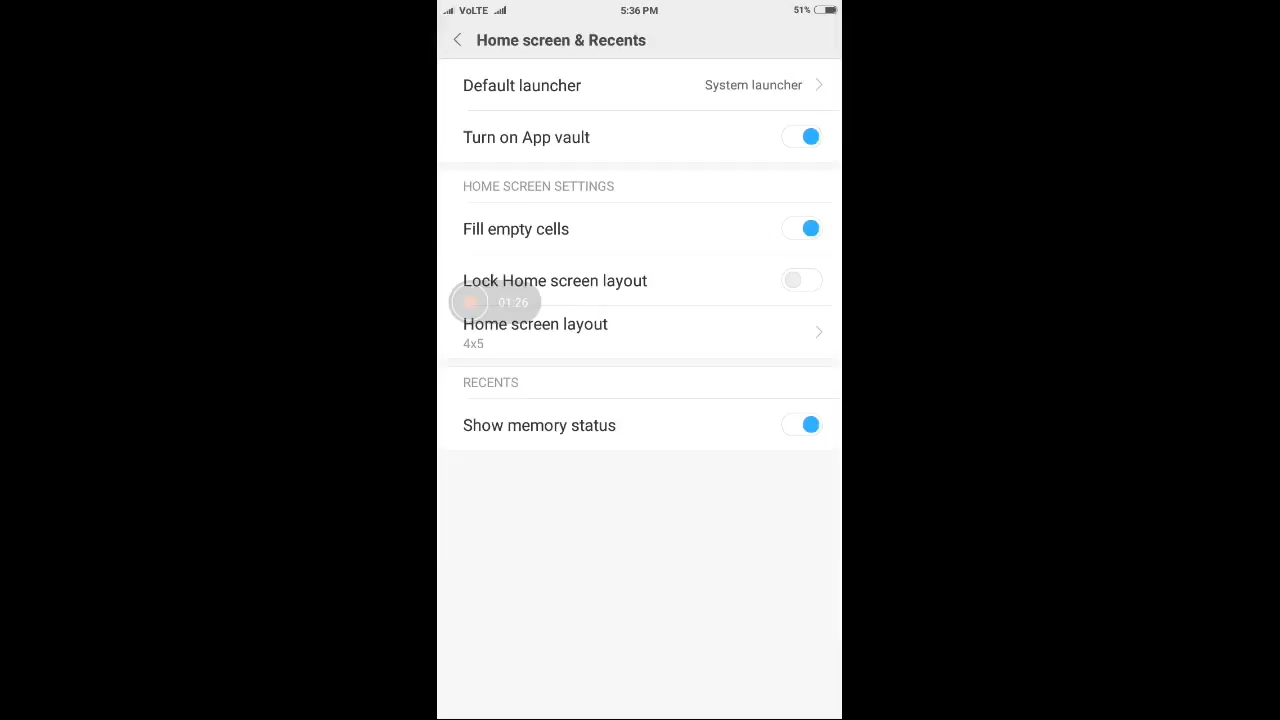 VoLTE 5:36 PM 51%
Home screen & Recents
Default launcher System launcher
Turn on App vault
HOME SCREEN SETTINGS
Fill empty cells
Lock Home screen layout
01:26
Home screen layout
4x5
RECENTS
Show memory status